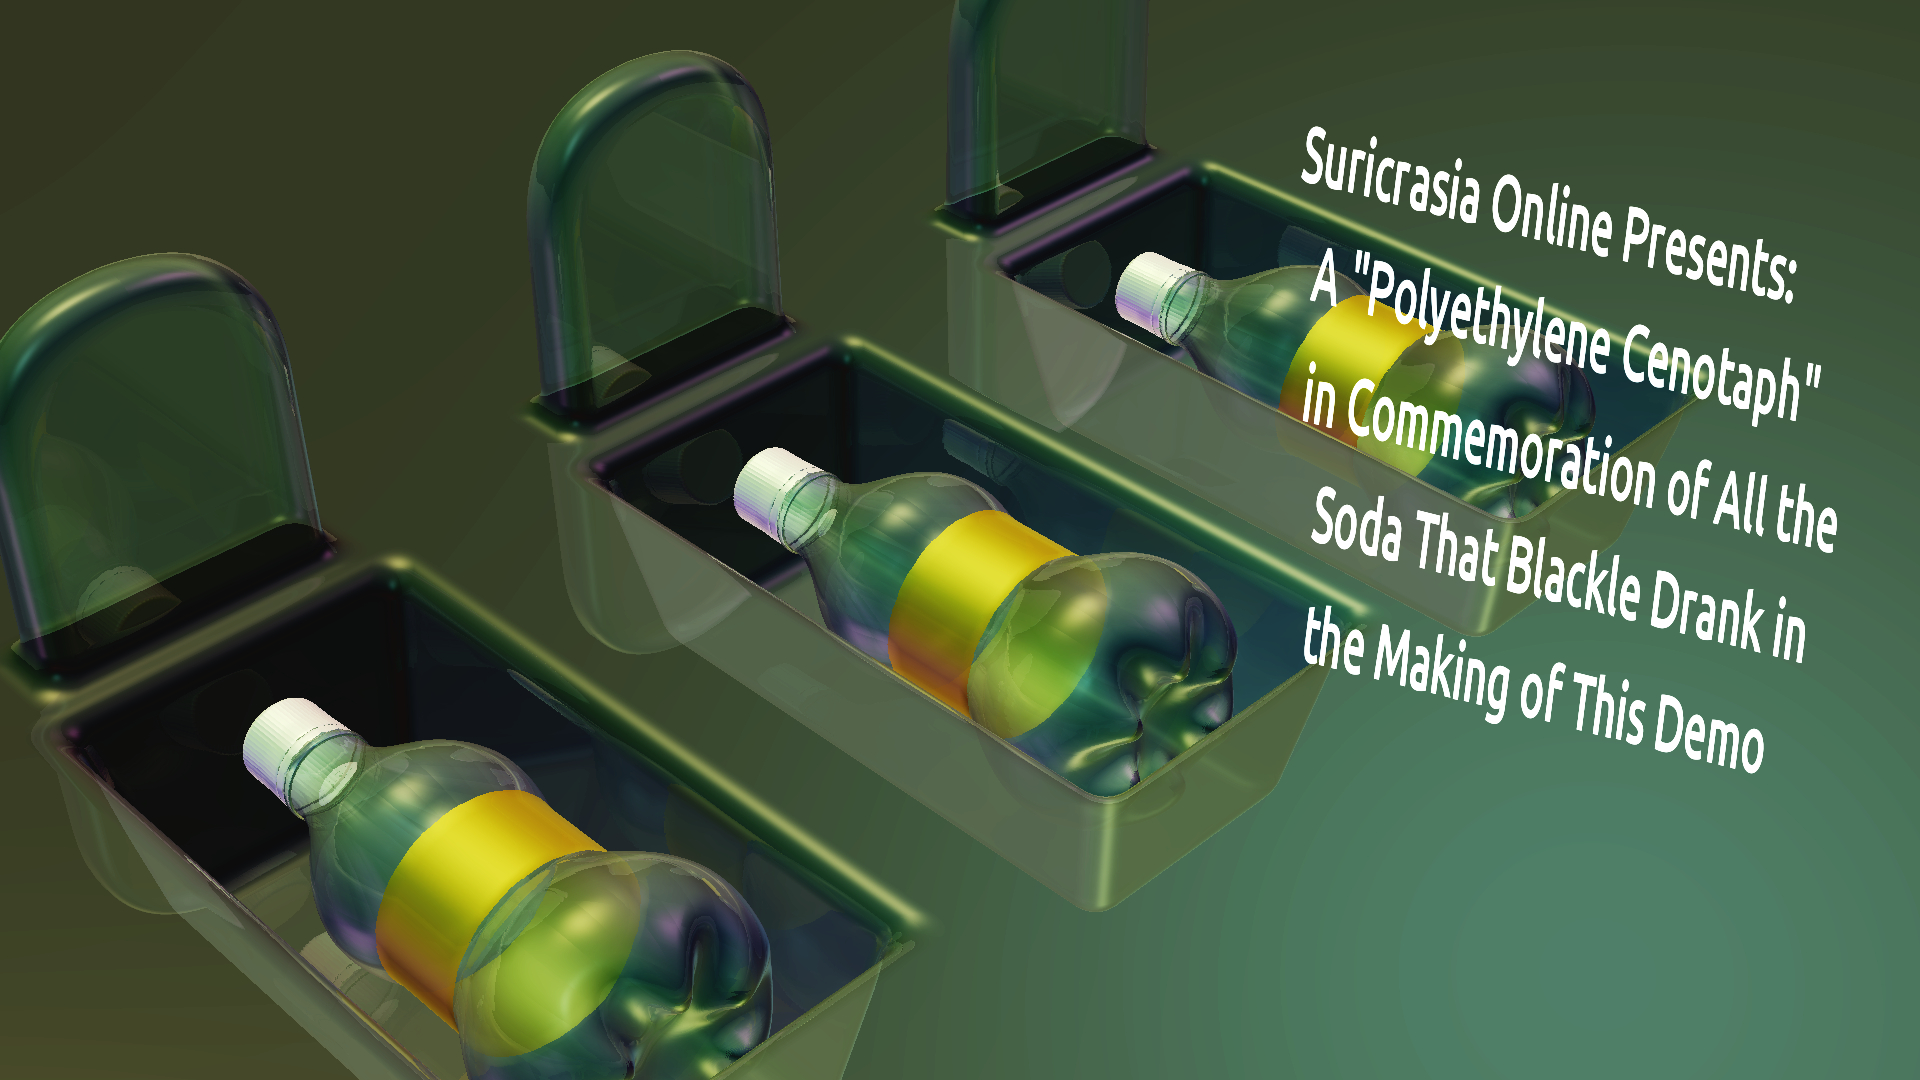 Suricrasia Online Presents:
A "Polyethylene Cenotaph"
in Commemoration of All the
Soda That Blackle Drank in
the Making of This Demo